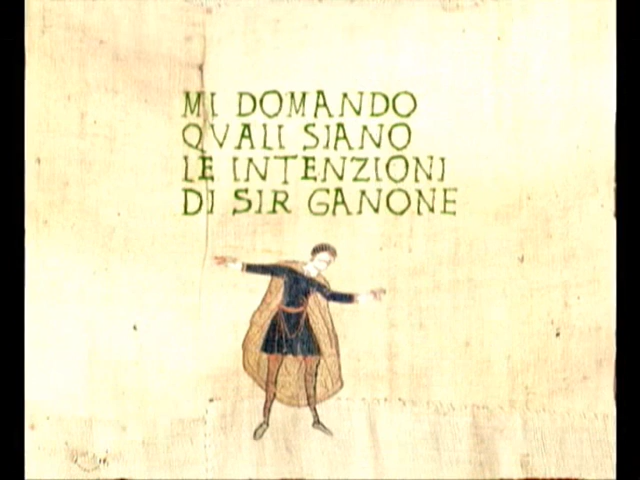 MI DOMANDO
QVALI SIANO
LE INTENZIONI
DI SIR GANONE